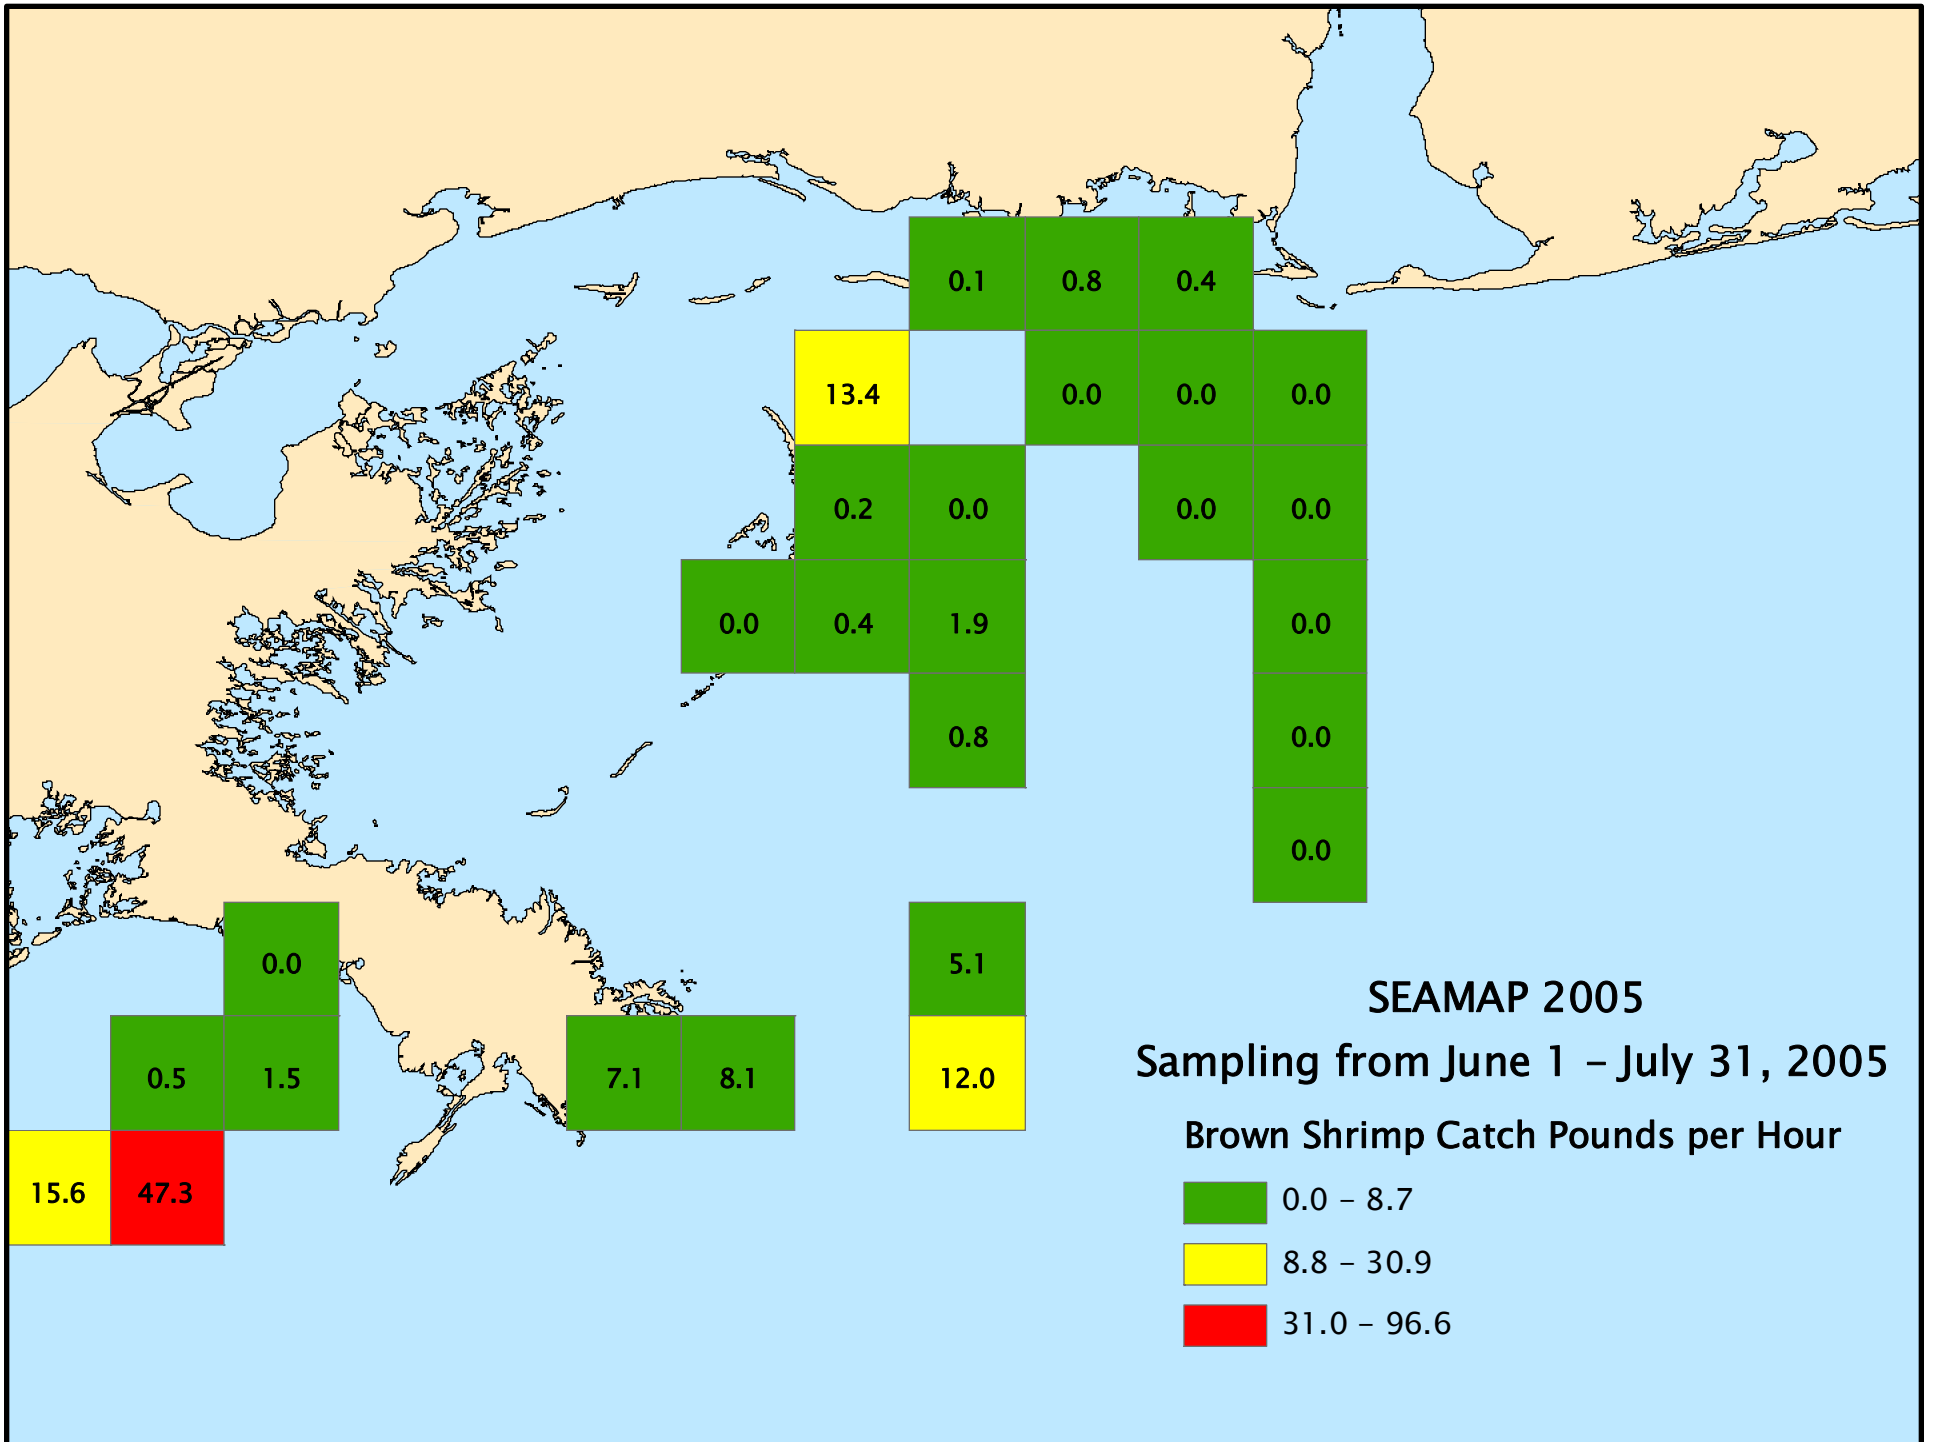 0.1 0.8 0.4
13.4 0.0 0.0 0.0
0.2 0.0 0.0 0.0
0.0 0.4 1.9 0.0
0.8 0.0
0.0
0.0 5.1
SEAMAP 2005
Sampling from June 1 – July 31, 2005
0.5 1.5 7.1 8.1 12.0
Brown Shrimp Catch Pounds per Hour
15.6 47.3
0.0 – 8.7
8.8 – 30.9
31.0 – 96.6